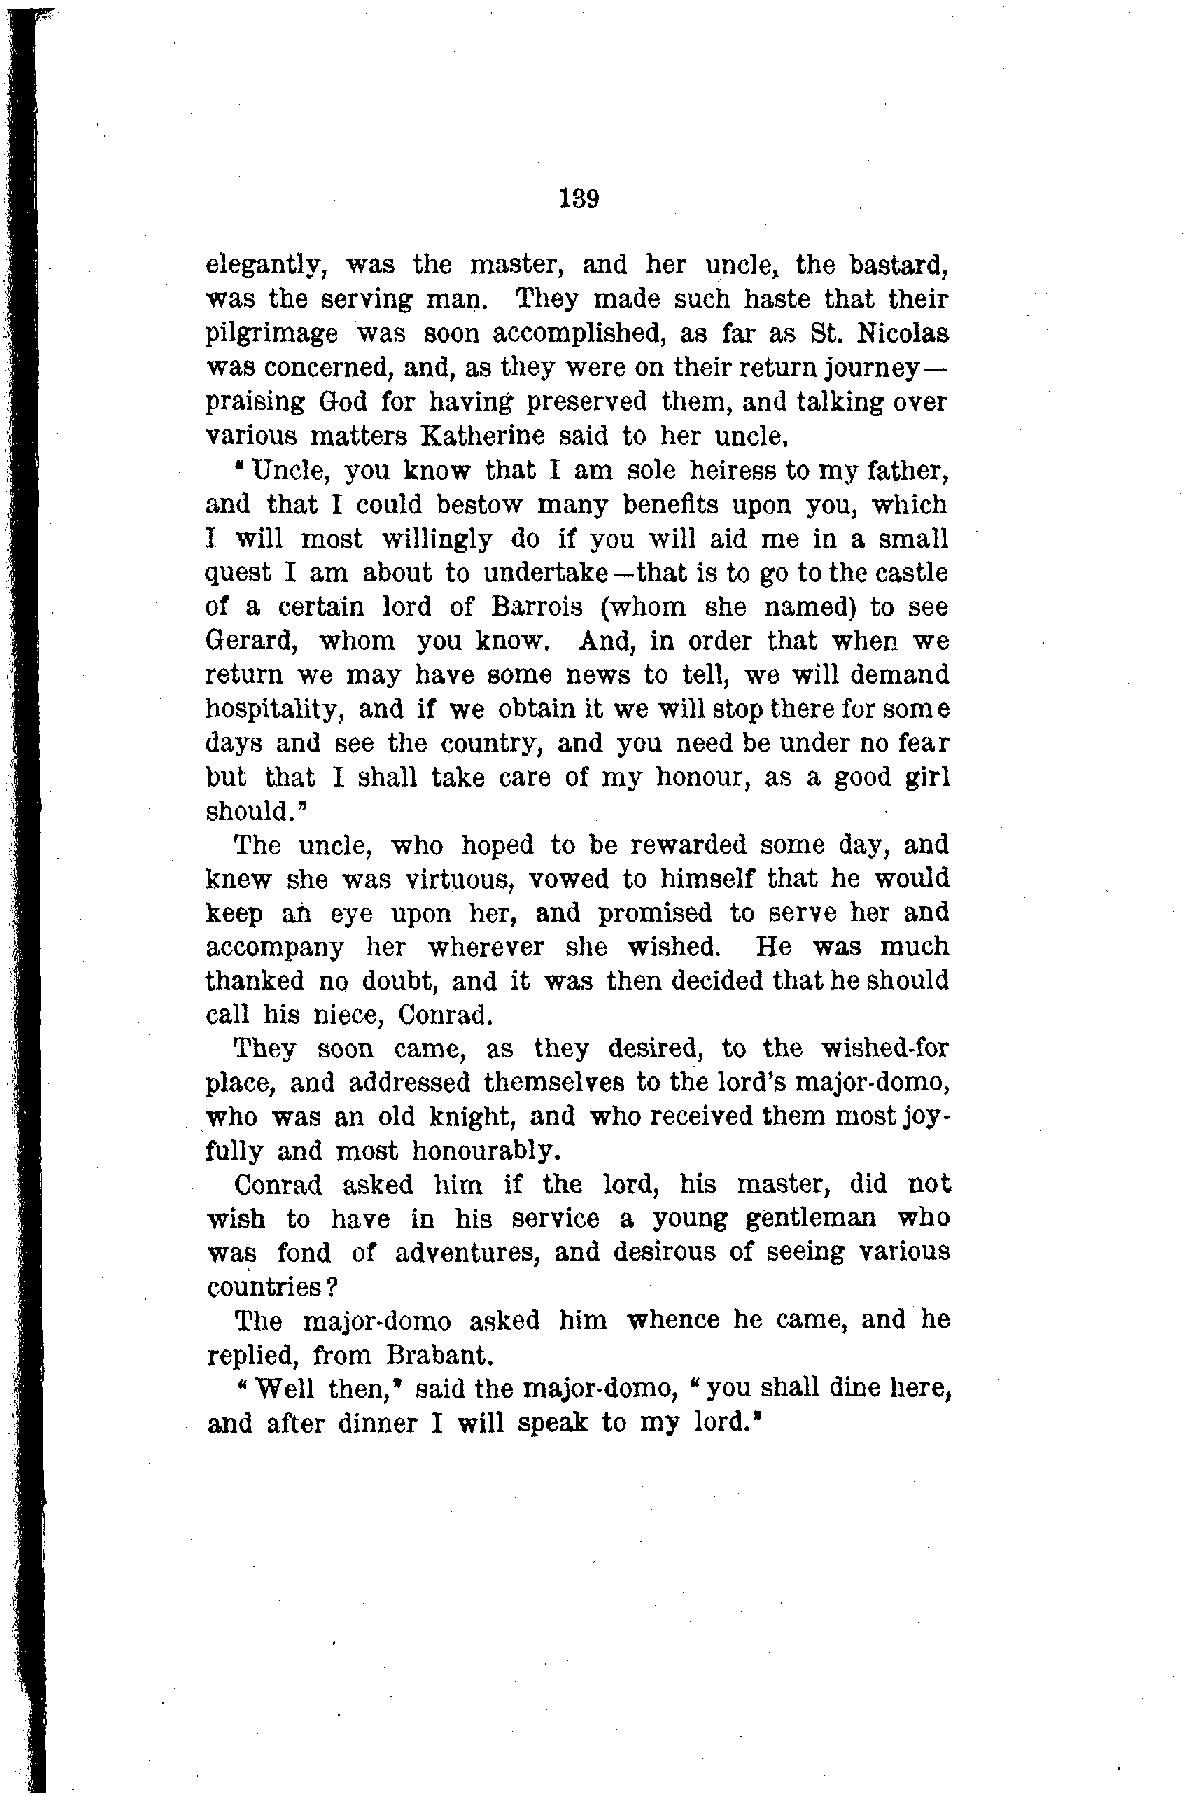 139
elegantly, was the master, and her uncle, the bastard,
was the serving man. They made such haste that their
pilgrimage was soon accomplished, as far as St. Nicolas
was concerned, and, as they were on their return journey—
praising God for having preserved them, and talking over
various matters Katherine said to her uncle.
"Uncle, you know that I am sole heiress to my father,
and that I could bestow many benefits upon you, which
I will most willingly do if you will aid me in a small
quest I am about to undertake—that is to go to the castle
of a certain lord of Barrois (whom she named) to see
Gerard, whom you know. And, in order that when we
return we may have some news to tell, we will demand
hospitality, and if we obtain it we will stop there for some
days and see the country, and you need be under no fear
but that I shall take care of my honour, as a good girl
should."
The uncle, who hoped to be rewarded some day, and
knew she was virtuous, vowed to himself that he would
keep an eye upon her, and promised to serve her and
accompany her wherever she wished. He was much
thanked no doubt, and it was then decided that he should
call his niece, Conrad.
They soon came, as they desired, to the wished-for
place, and addressed themselves to the lord's major-domo,
who was an old knight, and who received them most joy-
fully and most honourably.
Conrad asked him if the lord, his master, did not
wish to have in his service a young gentleman who
was fond of adventures, and desirous of seeing various
countries?
The major-domo asked him whence he came, and he
replied, from Brabant.
"Well then," said the major-domo, "you shall dine here,
and after dinner I will speak to my lord."